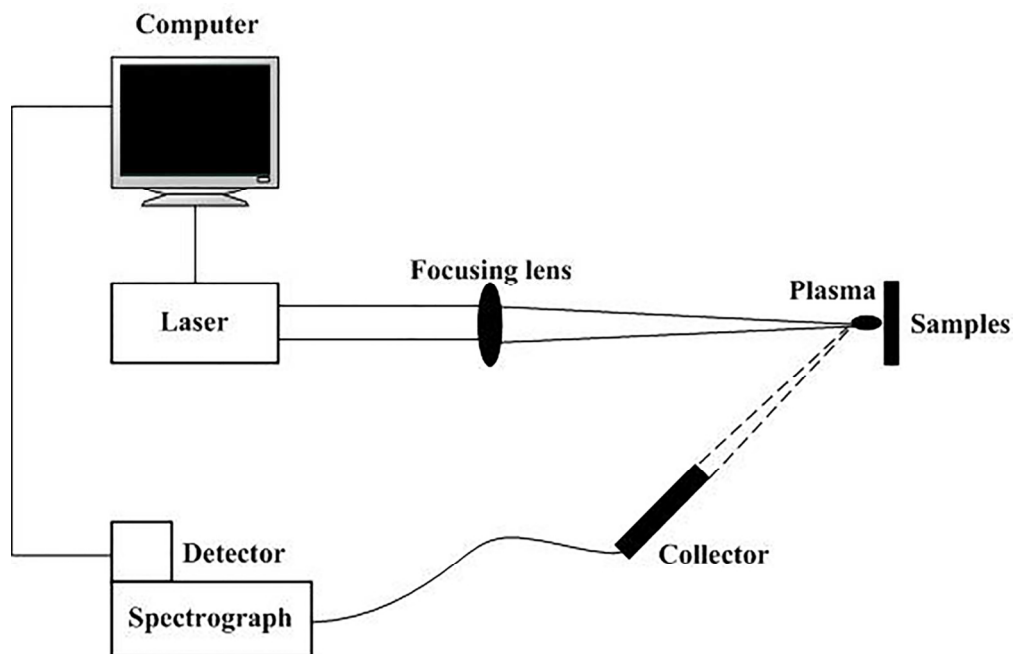 Computer
Focusing lens
Plasma
Laser
Samples
Detector
Collector
Spectrograph